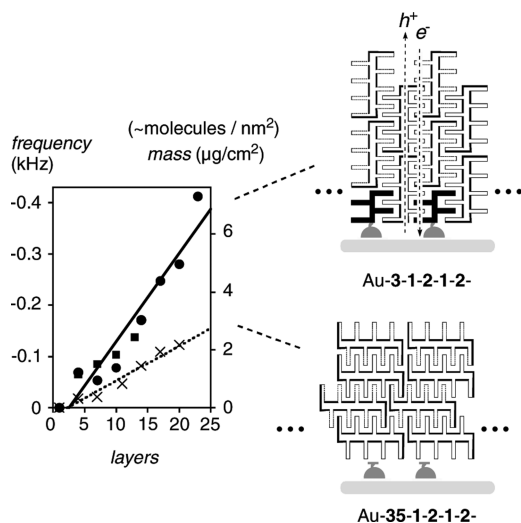 h⁺
e⁻
(~molecules / nm²)
frequency
mass (µg/cm²)
(kHz)
-0.4
6
-0.3
4
-0.2
-0.1
2
0
0
0 5 10 15 20 25
layers
•••
•••
Au-3-1-2-1-2-
•••
•••
Au-35-1-2-1-2-